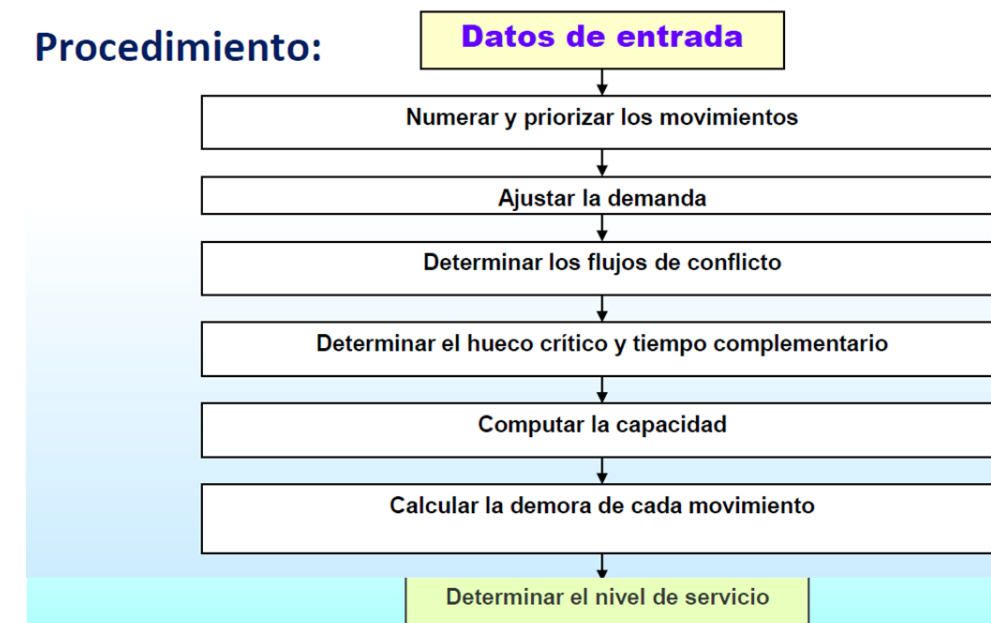 Procedimiento:
Datos de entrada
Numerar y priorizar los movimientos
Ajustar la demanda
Determinar los flujos de conflicto
Determinar el hueco crítico y tiempo complementario
Computar la capacidad
Calcular la demora de cada movimiento
Determinar el nivel de servicio